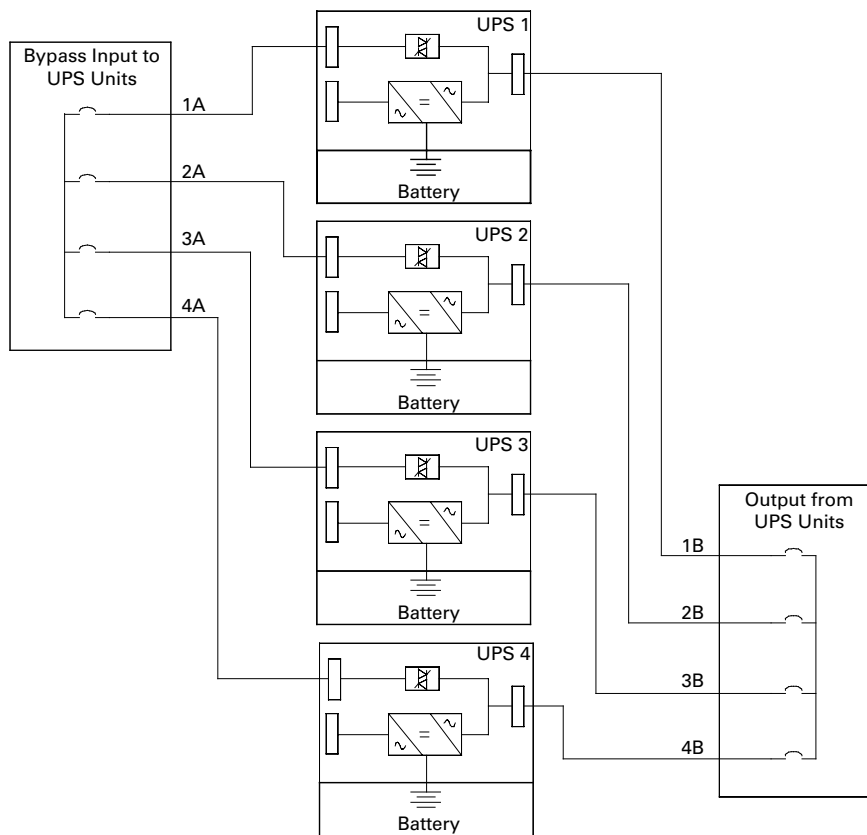 Bypass Input to
UPS Units
1A
2A
3A
4A
UPS 1
=
Battery
UPS 2
=
Battery
UPS 3
=
Battery
UPS 4
=
Battery
Output from
UPS Units
1B
2B
3B
4B